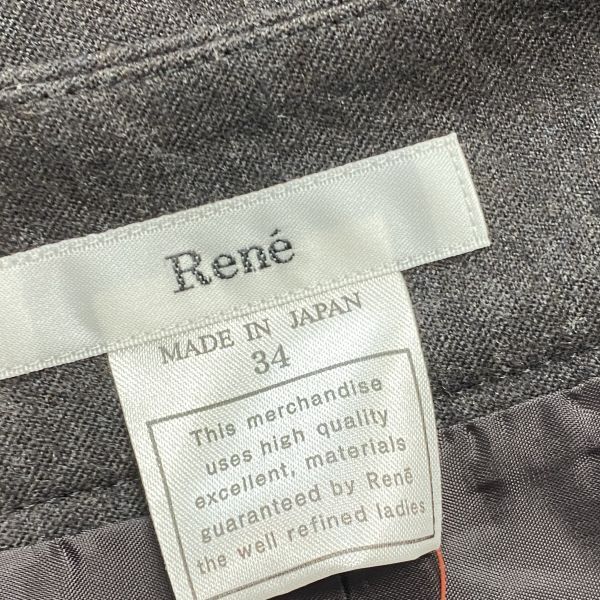 René
MADE IN JAPAN
34
This merchandise
uses high quality
excellent, materials
guaranteed by René
the well refined ladies